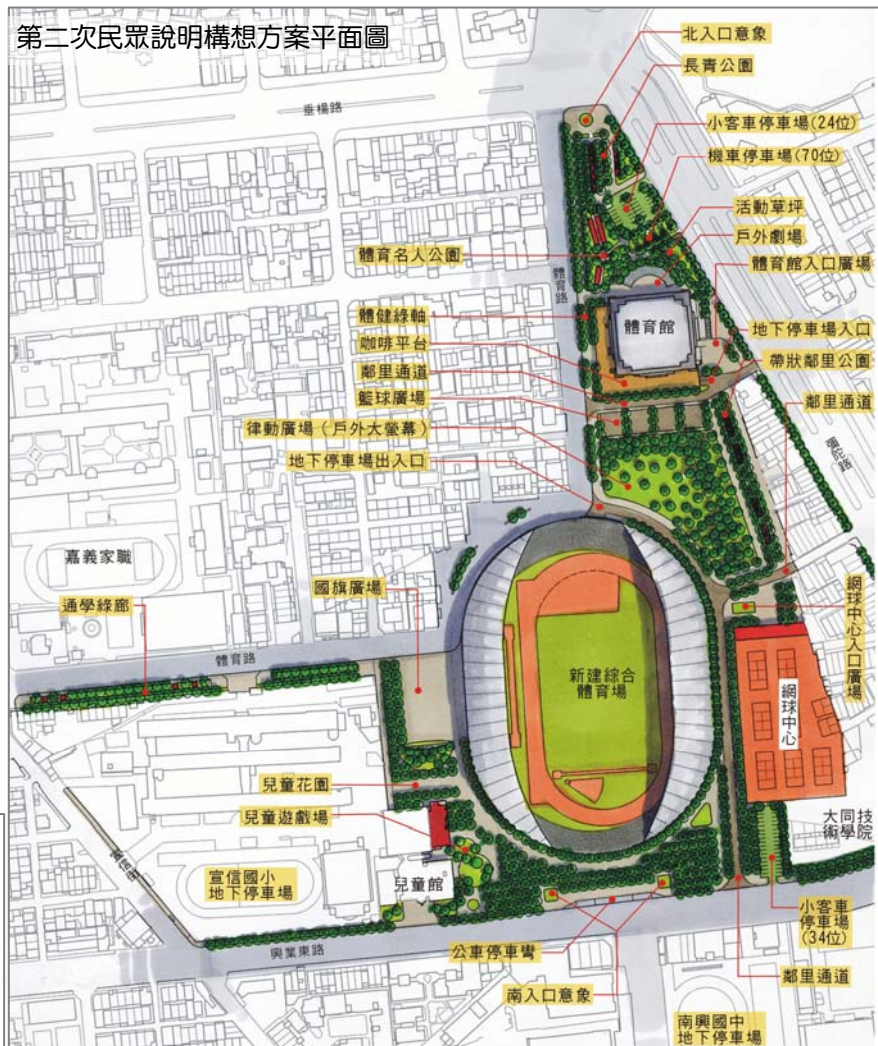 第二次民眾說明構想方案平面圖
北入口意象
長青公園
垂楊路
小客車停車場(24位)
機車停車場(70位)
活動草坪
戶外劇場
體育名人公園
體育路
體育館入口廣場
體健綠軸
體育館
地下停車場入口
咖啡平台
帶狀鄰里公園
鄰里通道
鄰里通道
籃球廣場
律動廣場(戶外大螢幕)
彌陀路
地下停車場出入口
嘉義家職
國旗廣場
通學綠廊
網球中心入口廣場
體育路
新建綜合
體育場
網球中心
兒童花園
兒童遊戲場
大同技
術學院
宣信街
宣信國小
地下停車場
兒童館
小客車
停車場
(34位)
興業東路
公車停車彎
鄰里通道
南入口意象
南興國中
地下停車場